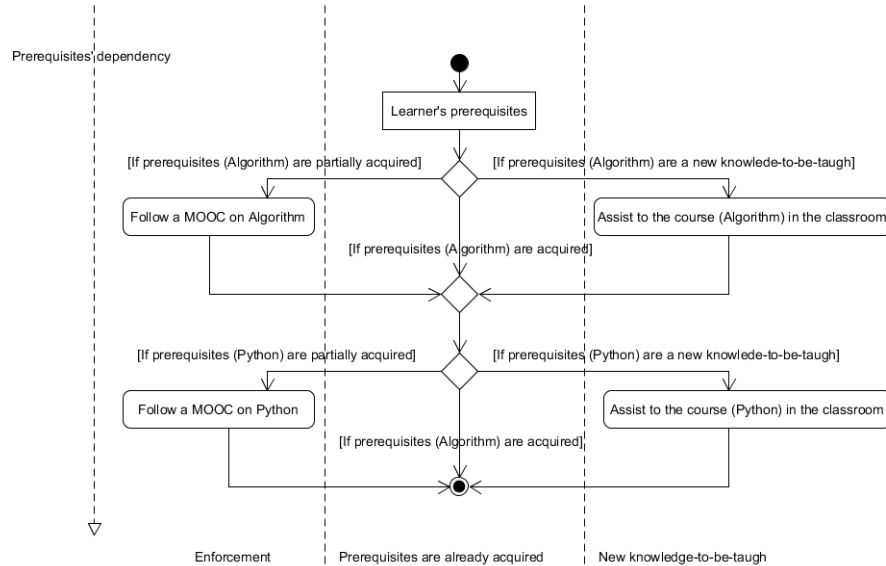 Prerequisites' dependency
Learner's prerequisites
[If prerequisites (Algorithm) are partially acquired]
[If prerequisites (Algorithm) are a new knowlede-to-be-taugh]
Follow a MOOC on Algorithm
Assist to the course (Algorithm) in the classroom
[If prerequisites (Algorithm) are acquired]
[If prerequisites (Python) are partially acquired]
[If prerequisites (Python) are a new knowlede-to-be-taugh]
Follow a MOOC on Python
Assist to the course (Python) in the classroom
[If prerequisites (Algorithm) are acquired]
Enforcement
Prerequisites are already acquired
New knowledge-to-be-taugh